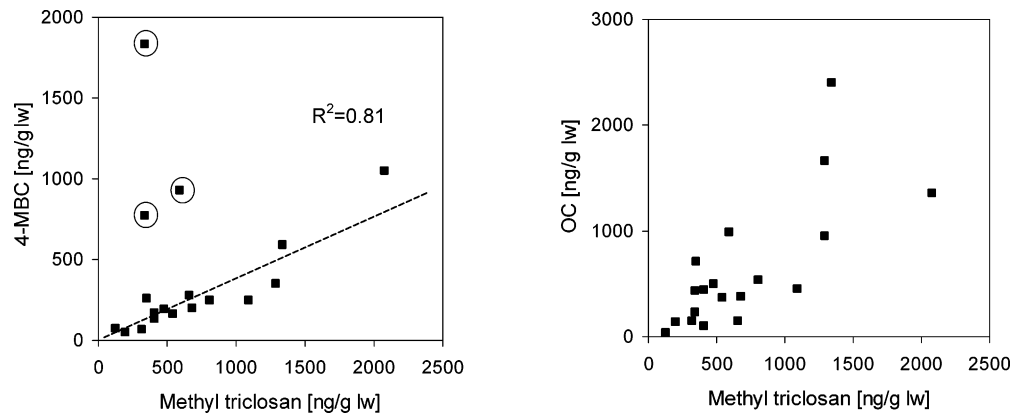 2000
1500
1000
500
0
4-MBC [ng/g lw]
R²=0.81
0 500 1000 1500 2000 2500
Methyl triclosan [ng/g lw]
3000
2000
1000
0
OC [ng/g lw]
0 500 1000 1500 2000 2500
Methyl triclosan [ng/g lw]